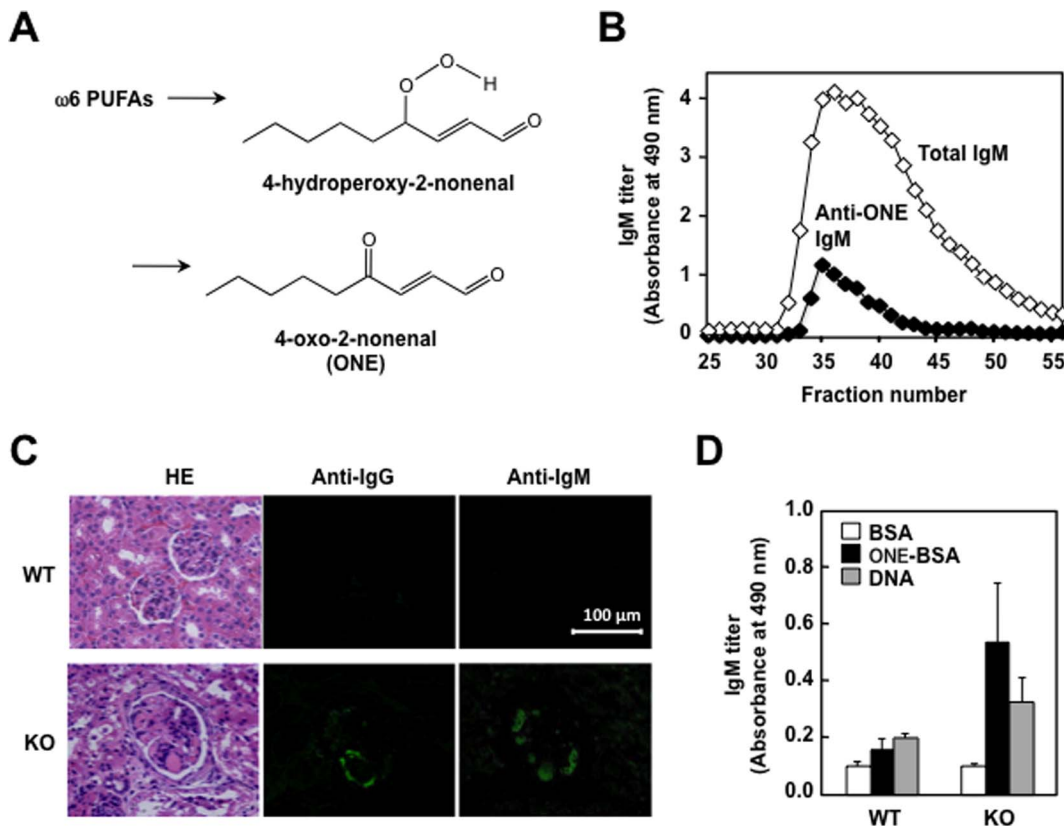 A
ω6 PUFAs
O
O
H
O
4-hydroperoxy-2-nonenal
O
O
4-oxo-2-nonenal
(ONE)
B
IgM titer
(Absorbance at 490 nm)
4
3
2
1
0
Total IgM
Anti-ONE
IgM
25 30 35 40 45 50 55
Fraction number
C
HE Anti-IgG Anti-IgM
WT
100 µm
KO
D
IgM titer
(Absorbance at 490 nm)
1.0
0.8
0.6
0.4
0.2
0.0
BSA
ONE-BSA
DNA
WT KO